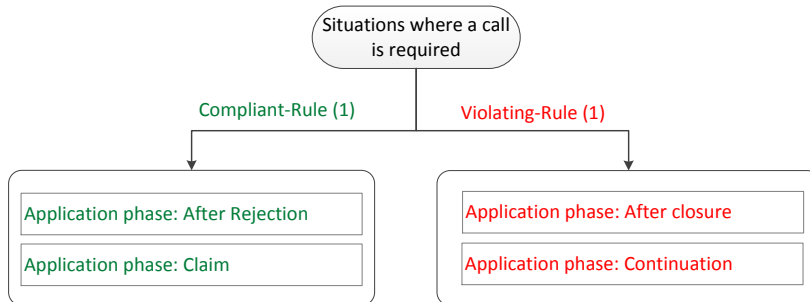 Situations where a call
is required
Compliant-Rule (1)
Violating-Rule (1)
Application phase: After Rejection
Application phase: Claim
Application phase: After closure
Application phase: Continuation